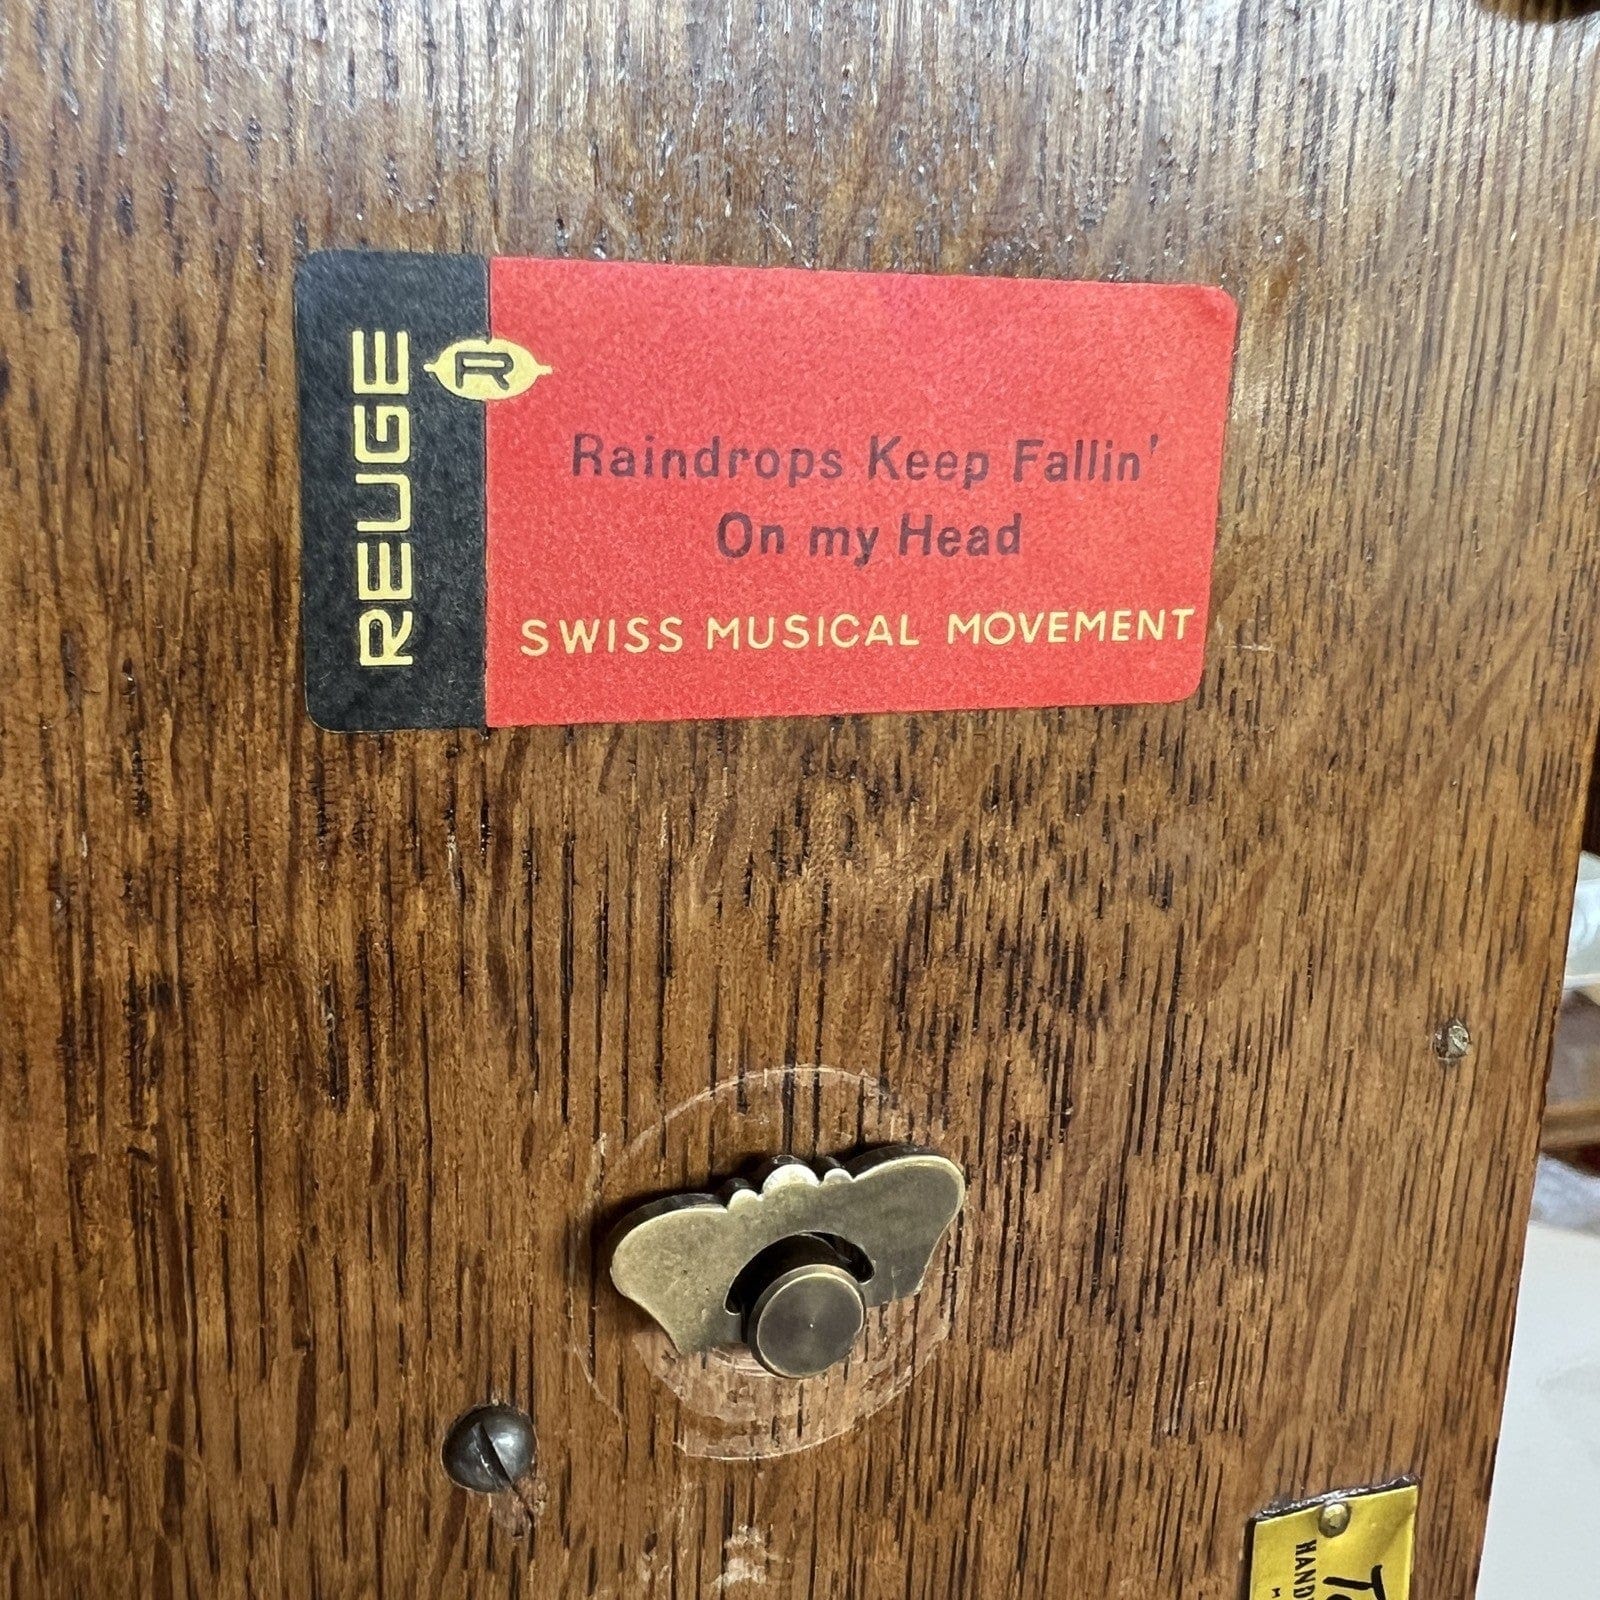 REUGE
R
Raindrops Keep Fallin'
On my Head
SWISS MUSICAL MOVEMENT